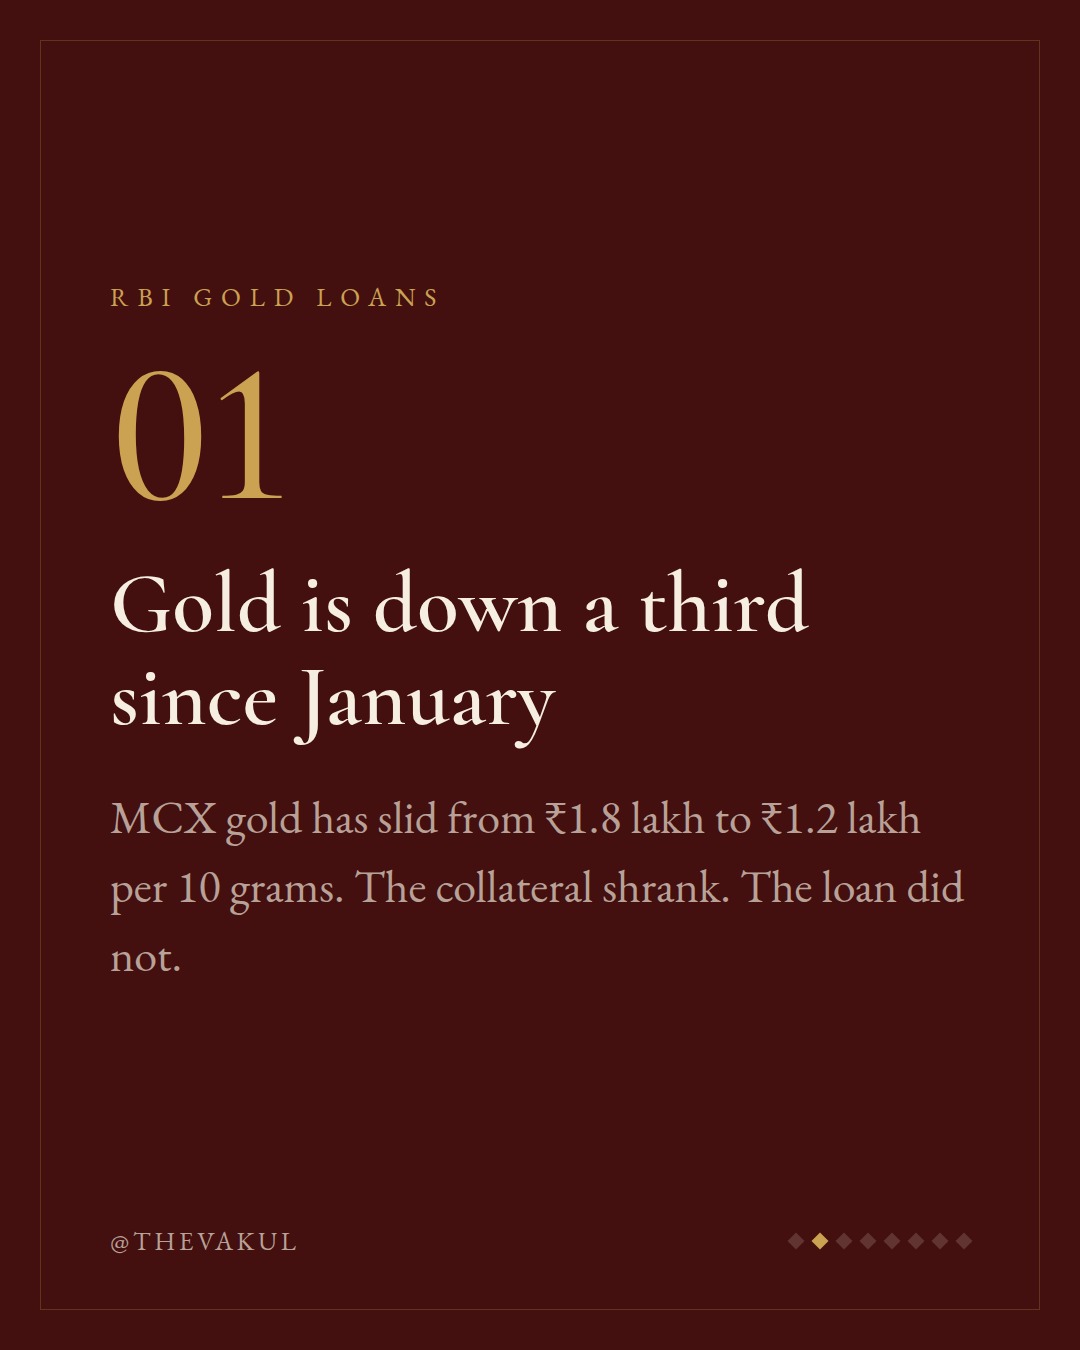 RBI GOLD LOANS
01
Gold is down a third
since January
MCX gold has slid from ₹1.8 lakh to ₹1.2 lakh
per 10 grams. The collateral shrank. The loan did
not.
@THEVAKUL